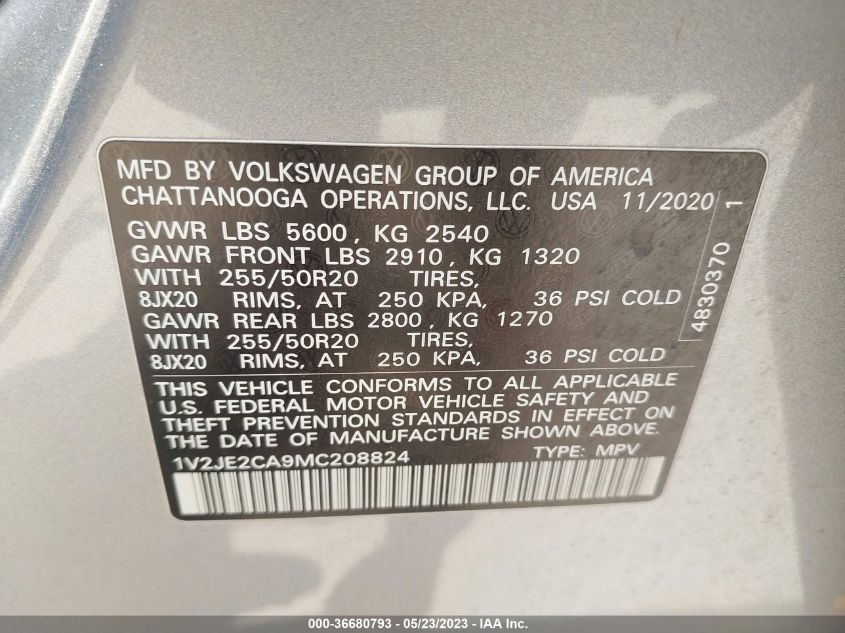 MFD BY VOLKSWAGEN GROUP OF AMERICA
CHATTANOOGA OPERATIONS, LLC. USA 11/2020
GVWR LBS 5600, KG 2540
GAWR FRONT LBS 2910, KG 1320
WITH 255/50R20 TIRES,
8JX20 RIMS, AT 250 KPA, 36 PSI COLD
GAWR REAR LBS 2800, KG 1270
WITH 255/50R20 TIRES,
8JX20 RIMS, AT 250 KPA, 36 PSI COLD
THIS VEHICLE CONFORMS TO ALL APPLICABLE
U.S. FEDERAL MOTOR VEHICLE SAFETY AND
THEFT PREVENTION STANDARDS IN EFFECT ON
THE DATE OF MANUFACTURE SHOWN ABOVE.
1V2JE2CA9MC208824 TYPE: MPV
4830370 1
000-36680793 - 05/23/2023 - IAA Inc.